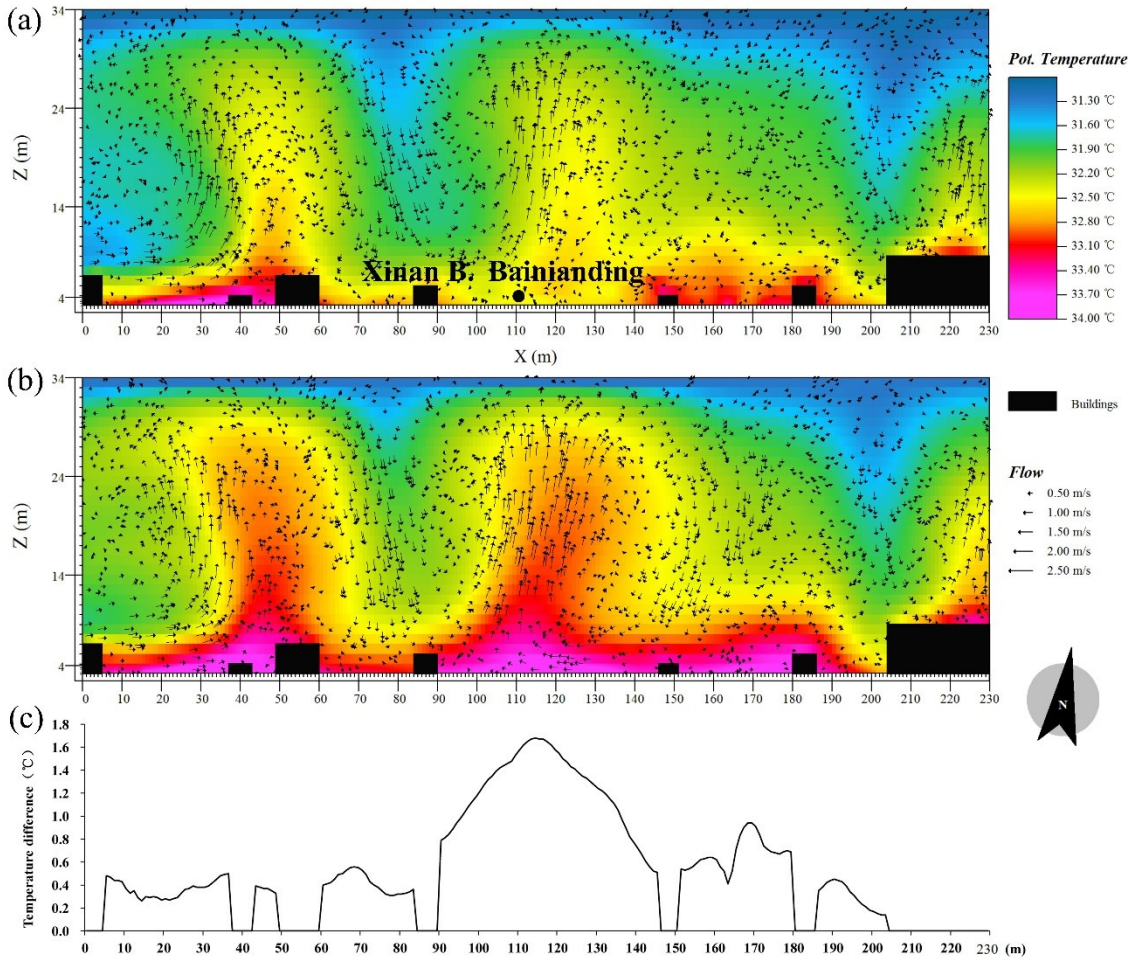 (a)
34
24
14
4
Z (m)
Xinan B. Bainianding
0 10 20 30 40 50 60 70 80 90 100 110 120 130 140 150 160 170 180 190 200 210 220 230
X (m)
Pot. Temperature
31.30 ℃
31.60 ℃
31.90 ℃
32.20 ℃
32.50 ℃
32.80 ℃
33.10 ℃
33.40 ℃
33.70 ℃
34.00 ℃
(b)
34
24
14
4
Z (m)
0 10 20 30 40 50 60 70 80 90 100 110 120 130 140 150 160 170 180 190 200 210 220 230
Buildings
Flow
0.50 m/s
1.00 m/s
1.50 m/s
2.00 m/s
2.50 m/s
N
(c)
Temperature difference (℃)
1.8
1.6
1.4
1.2
1.0
0.8
0.6
0.4
0.2
0.0
0 10 20 30 40 50 60 70 80 90 100 110 120 130 140 150 160 170 180 190 200 210 220 230 (m)